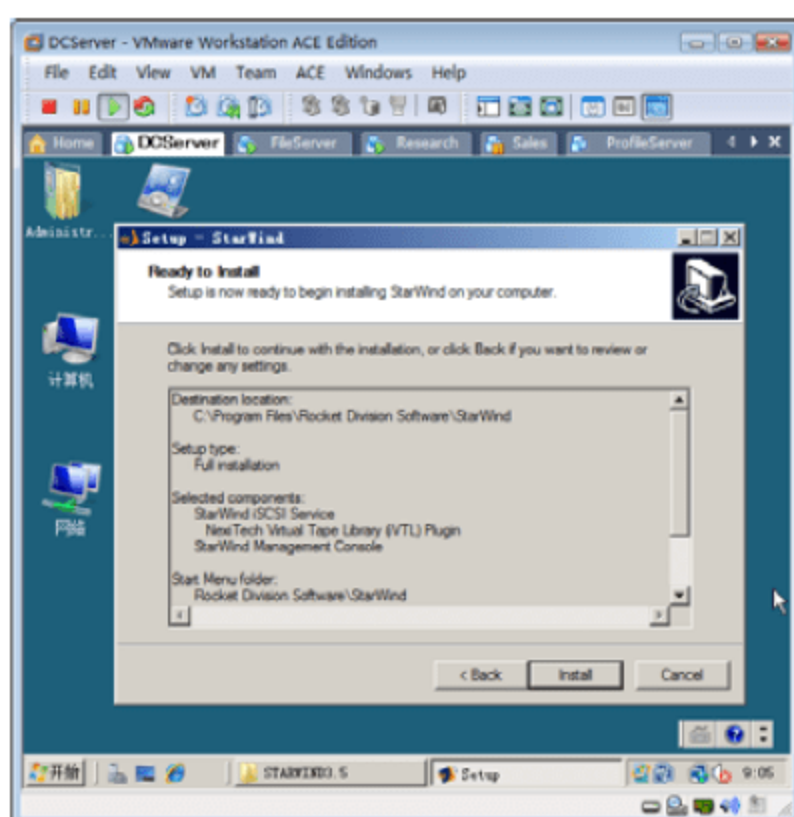 DCServer - VMware Workstation ACE Edition
File Edit View VM Team ACE Windows Help
Home DCServer FileServer Research Sales ProfileServer
Administr...
Setup - StarWind
Ready to Install
Setup is now ready to begin installing StarWind on your computer.
Click Install to continue with the installation, or click Back if you want to review or
change any settings.
计算机
Destination location:
C:\Program Files\Rocket Division Software\StarWind
Setup type:
Full installation
Selected components:
StarWind iSCSI Service
NexiTech Virtual Tape Library (iVTL) Plugin
StarWind Management Console
网络
Start Menu folder:
Rocket Division Software\StarWind
< Back Install Cancel
开始 STARWIND3.5 Setup 9:05